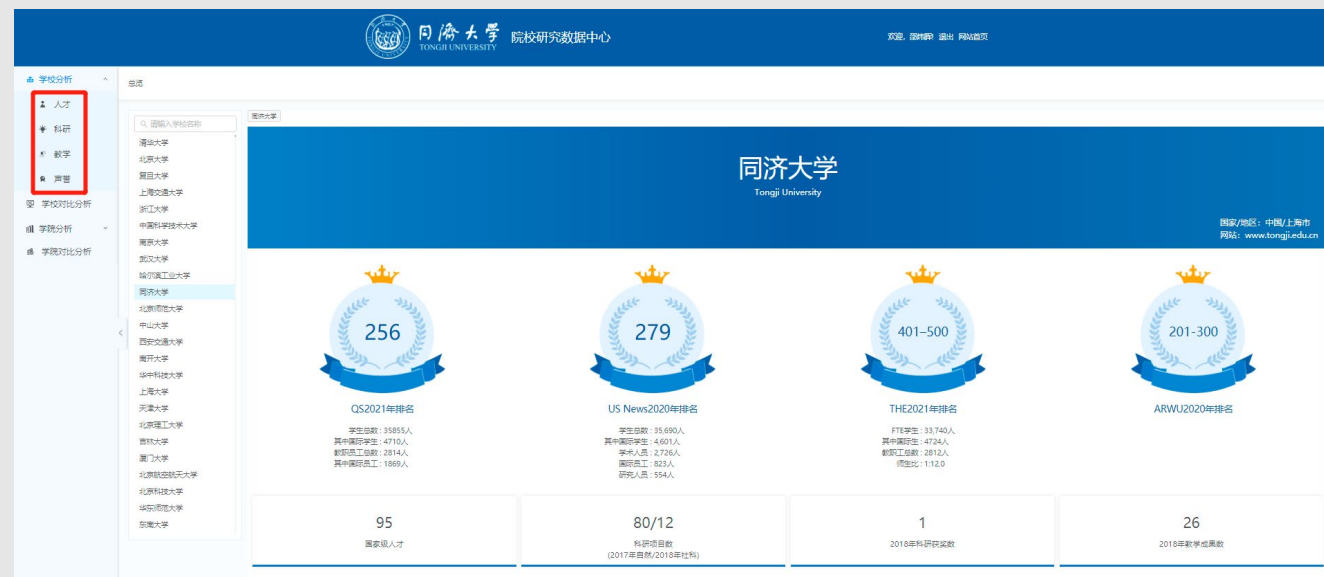 同济大学
TONGJI UNIVERSITY
院校研究数据中心
退出 网站首页
学校分析
人才
科研
教学
声誉
学校对比分析
学院分析
学院对比分析
总览
请输入学校名称
清华大学
北京大学
复旦大学
上海交通大学
浙江大学
中国科学技术大学
南京大学
武汉大学
哈尔滨工业大学
同济大学
北京师范大学
中山大学
西安交通大学
南开大学
华中科技大学
上海大学
天津大学
北京理工大学
吉林大学
厦门大学
北京航空航天大学
北京科技大学
华东师范大学
东南大学
同济大学
同济大学
Tongji University
国家/地区：中国/上海市
网站：www.tongji.edu.cn
256
QS2021年排名
学生总数：35855人
其中国际学生：4710人
教职员工总数：2814人
其中国际员工：1869人
279
US News2020年排名
学生总数：35,690人
其中国际学生：4,601人
学术人员：2,726人
国际员工：823人
研究人员：554人
401–500
THE2021年排名
FTE学生：33,740人
其中国际生：4724人
教职工总数：2812人
师生比：1:12.0
201-300
ARWU2020年排名
95
国家级人才
80/12
科研项目数
(2017年自然/2018年社科)
1
2018年科研获奖数
26
2018年教学成果数